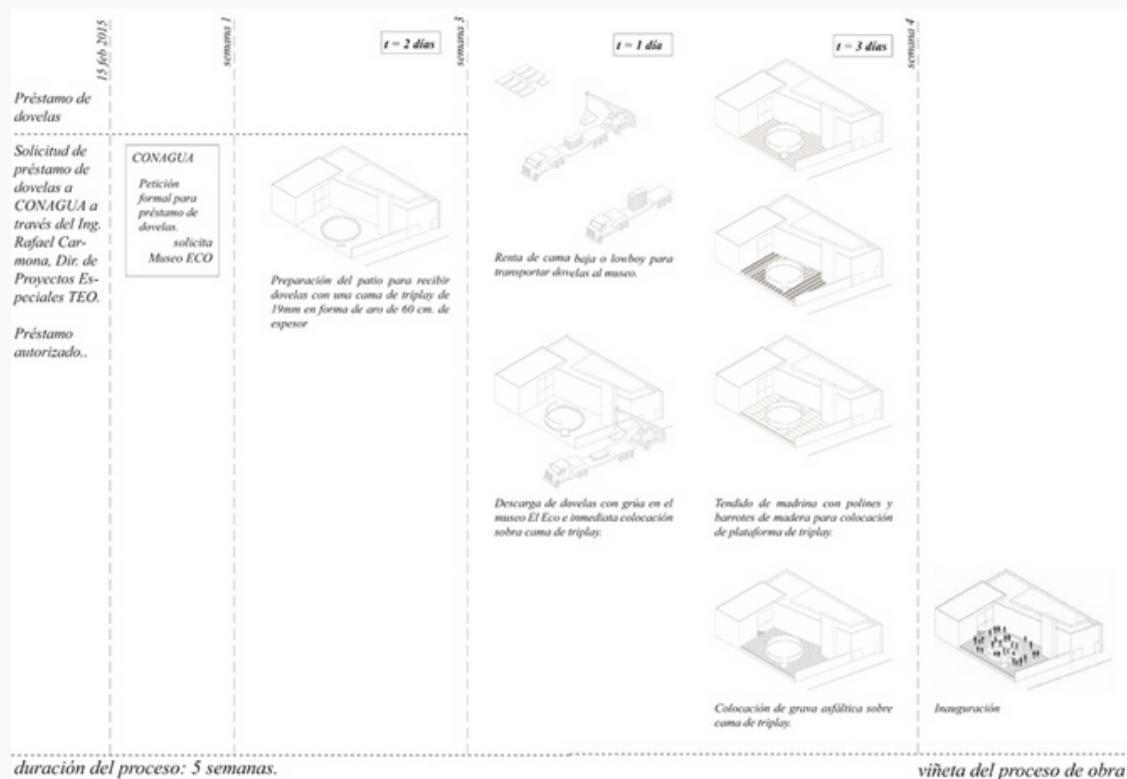 15 feb 2015
semana 1
t = 2 días
semana 3
t = 1 día
t = 3 días
semana 4
Préstamo de
dovelas
Solicitud de
préstamo de
dovelas a
CONAGUA a
través del Ing.
Rafael Car-
mona, Dir. de
Proyectos Es-
peciales TEO.
Préstamo
autorizado..
CONAGUA
Petición
formal para
préstamo de
dovelas.
solicita
Museo ECO
Preparación del patio para recibir
dovelas con una cama de triplay de
19mm en forma de aro de 60 cm. de
espesor
Renta de cama baja o lowboy para
transportar dovelas al museo.
Descarga de dovelas con grúa en el
museo El Eco e inmediata colocación
sobra cama de triplay.
Tendido de madrina con polines y
barrotes de madera para colocación
de plataforma de triplay.
Colocación de grava asfáltica sobre
cama de triplay.
Inauguración
duración del proceso: 5 semanas.
viñeta del proceso de obra